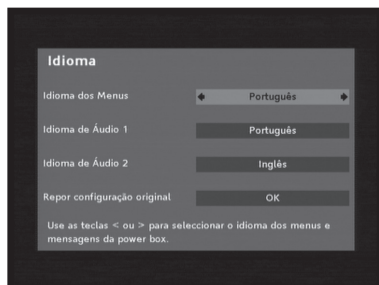 Idioma
Idioma dos Menus Português
Idioma de Áudio 1 Português
Idioma de Áudio 2 Inglês
Repor configuração original OK
Use as teclas < ou > para seleccionar o idioma dos menus e
mensagens da power box.